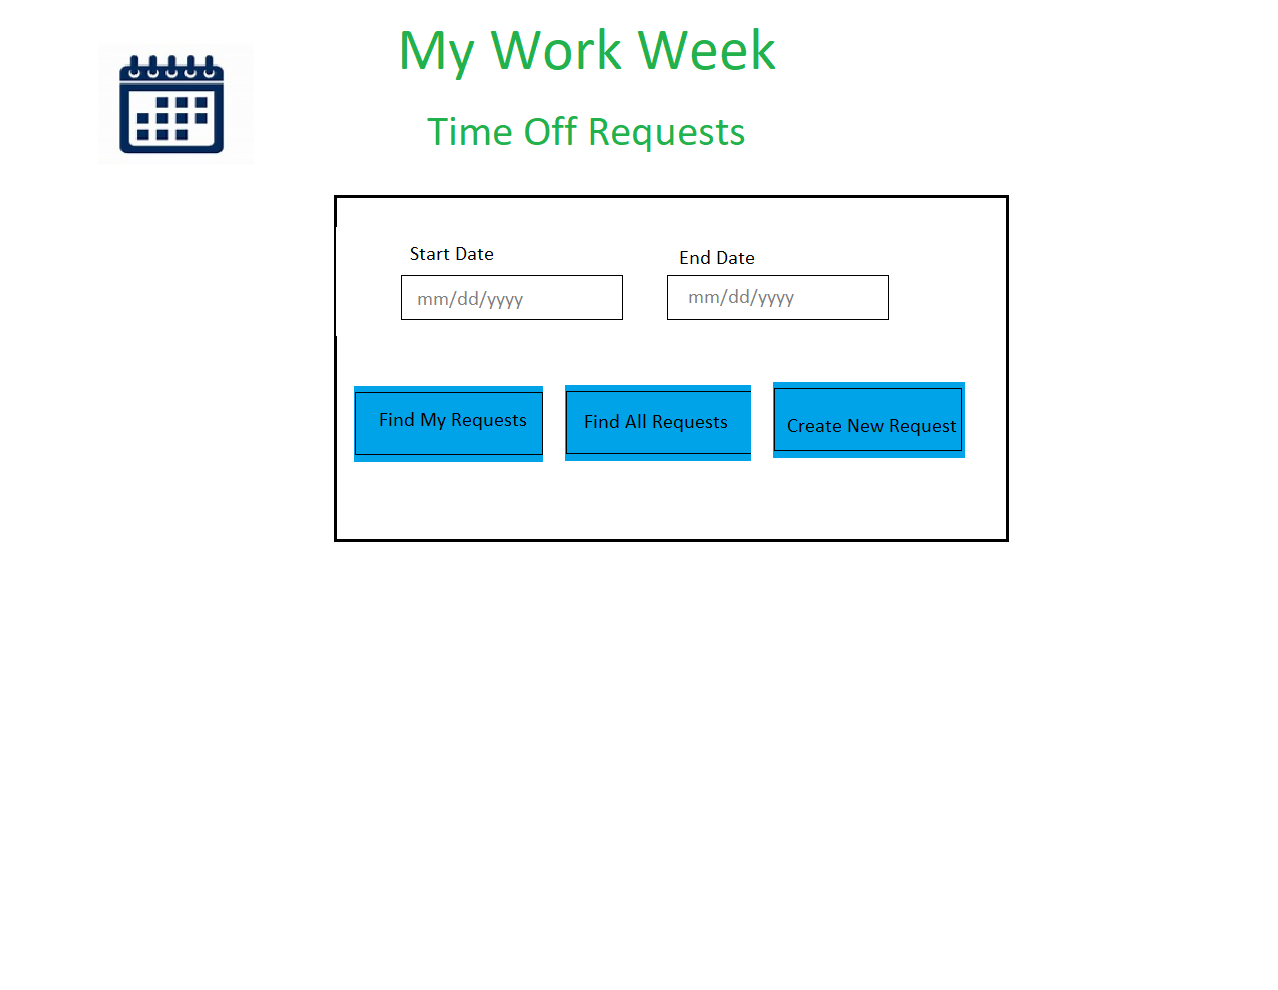 My Work Week
Time Off Requests
Start Date
End Date
mm/dd/yyyy
mm/dd/yyyy
Find My Requests
Find All Requests
Create New Request